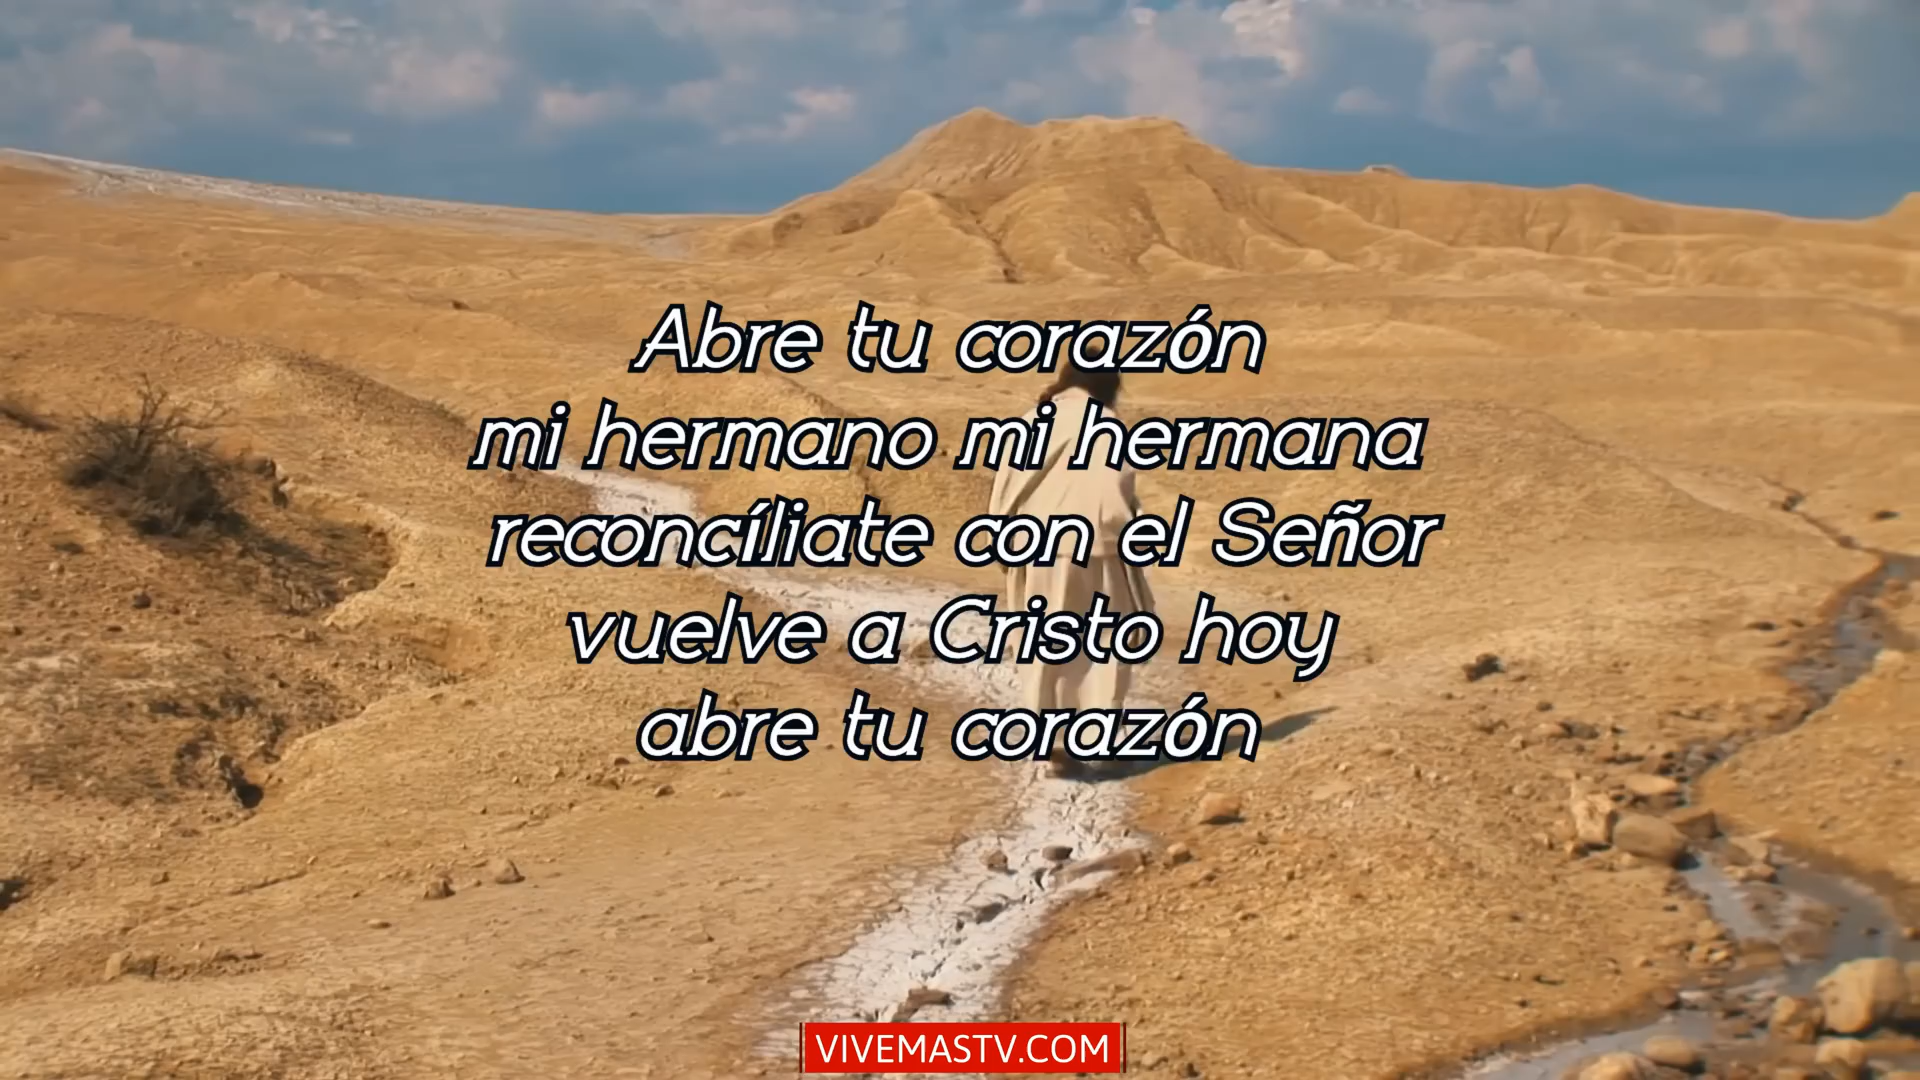 Abre tu corazón
mi hermano mi hermana
reconcíliate con el Señor
vuelve a Cristo hoy
abre tu corazón
VIVEMASTV.COM